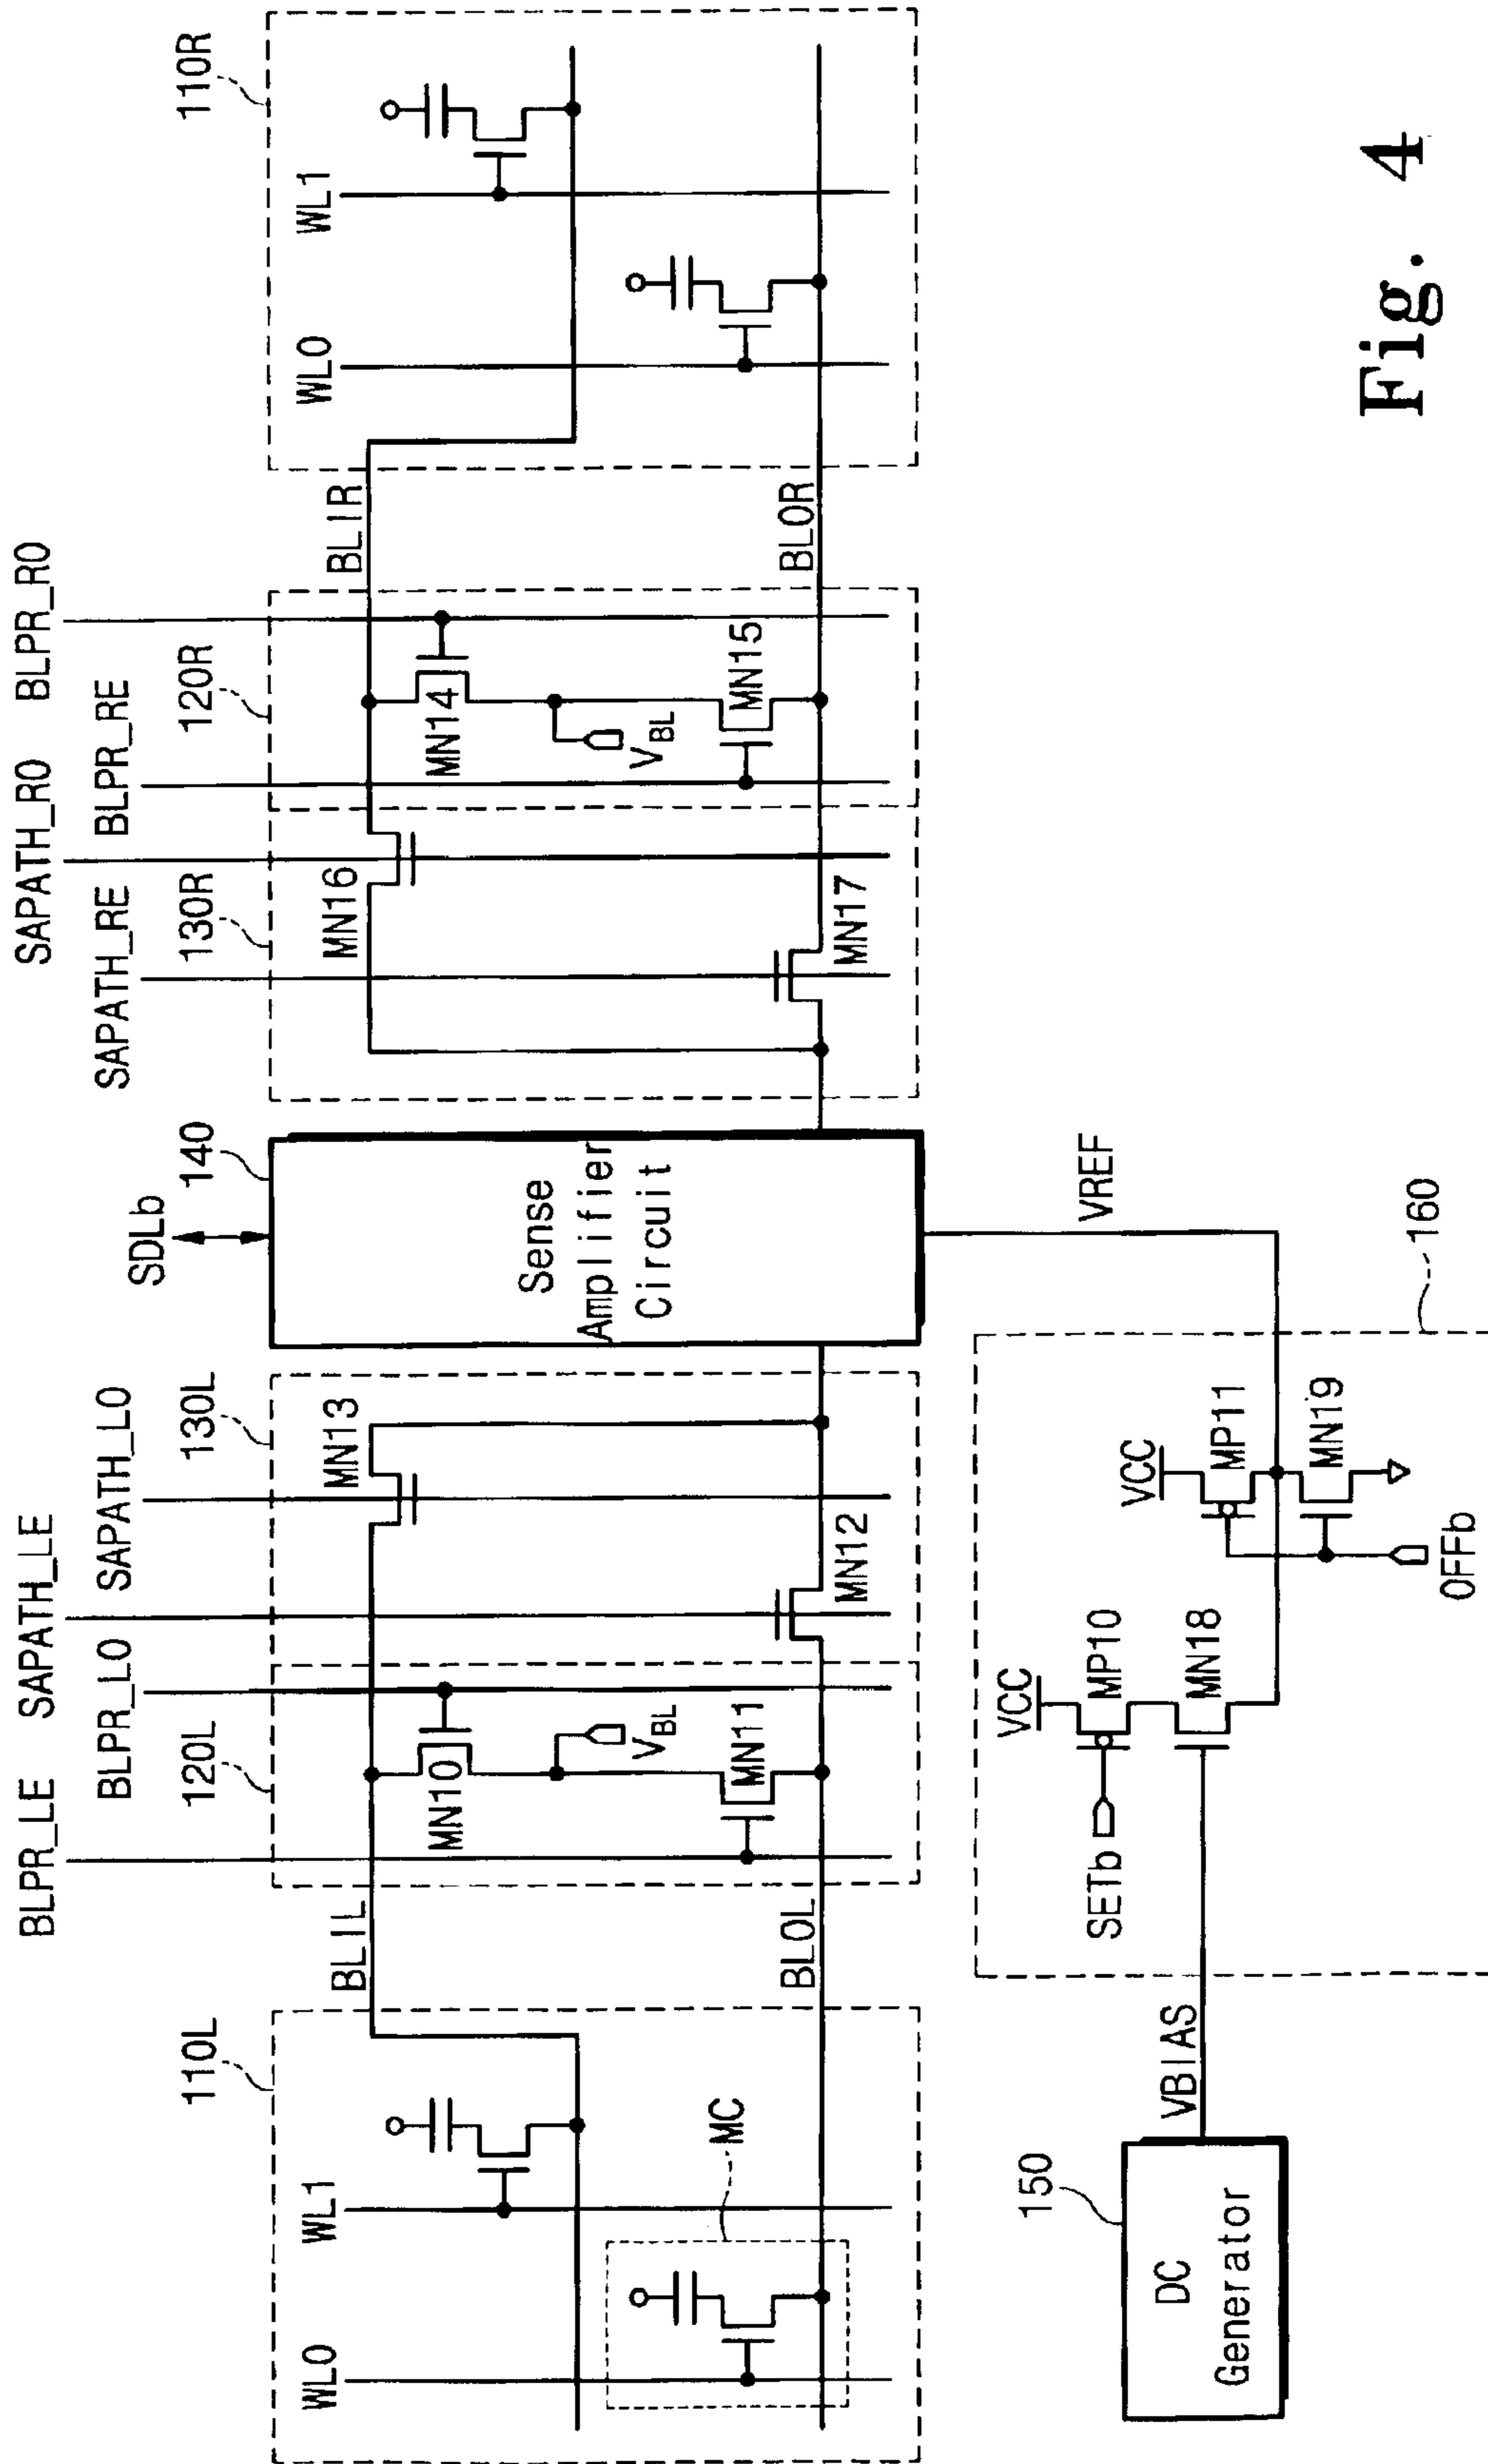 BLPR_LE SAPATH_LE
BLPR_LO SAPATH_LO
SAPATH_RO BLPR_RO
SAPATH_RE BLPR_RE
110L
120L
130L
SDLb
140
130R
120R
110R
WL0
WL1
BL1L
MN10
MN13
MN16
MN14
BL1R
WL0
WL1
VBL
VBL
Sense
Amplifier
Circuit
MC
BL0L
MN11
MN12
MN17
MN15
BL0R
150
DC
Generator
VBIAS
SETb
VCC
MP10
MN18
VCC
MP11
MN19
OFFb
160
VREF
Fig. 4